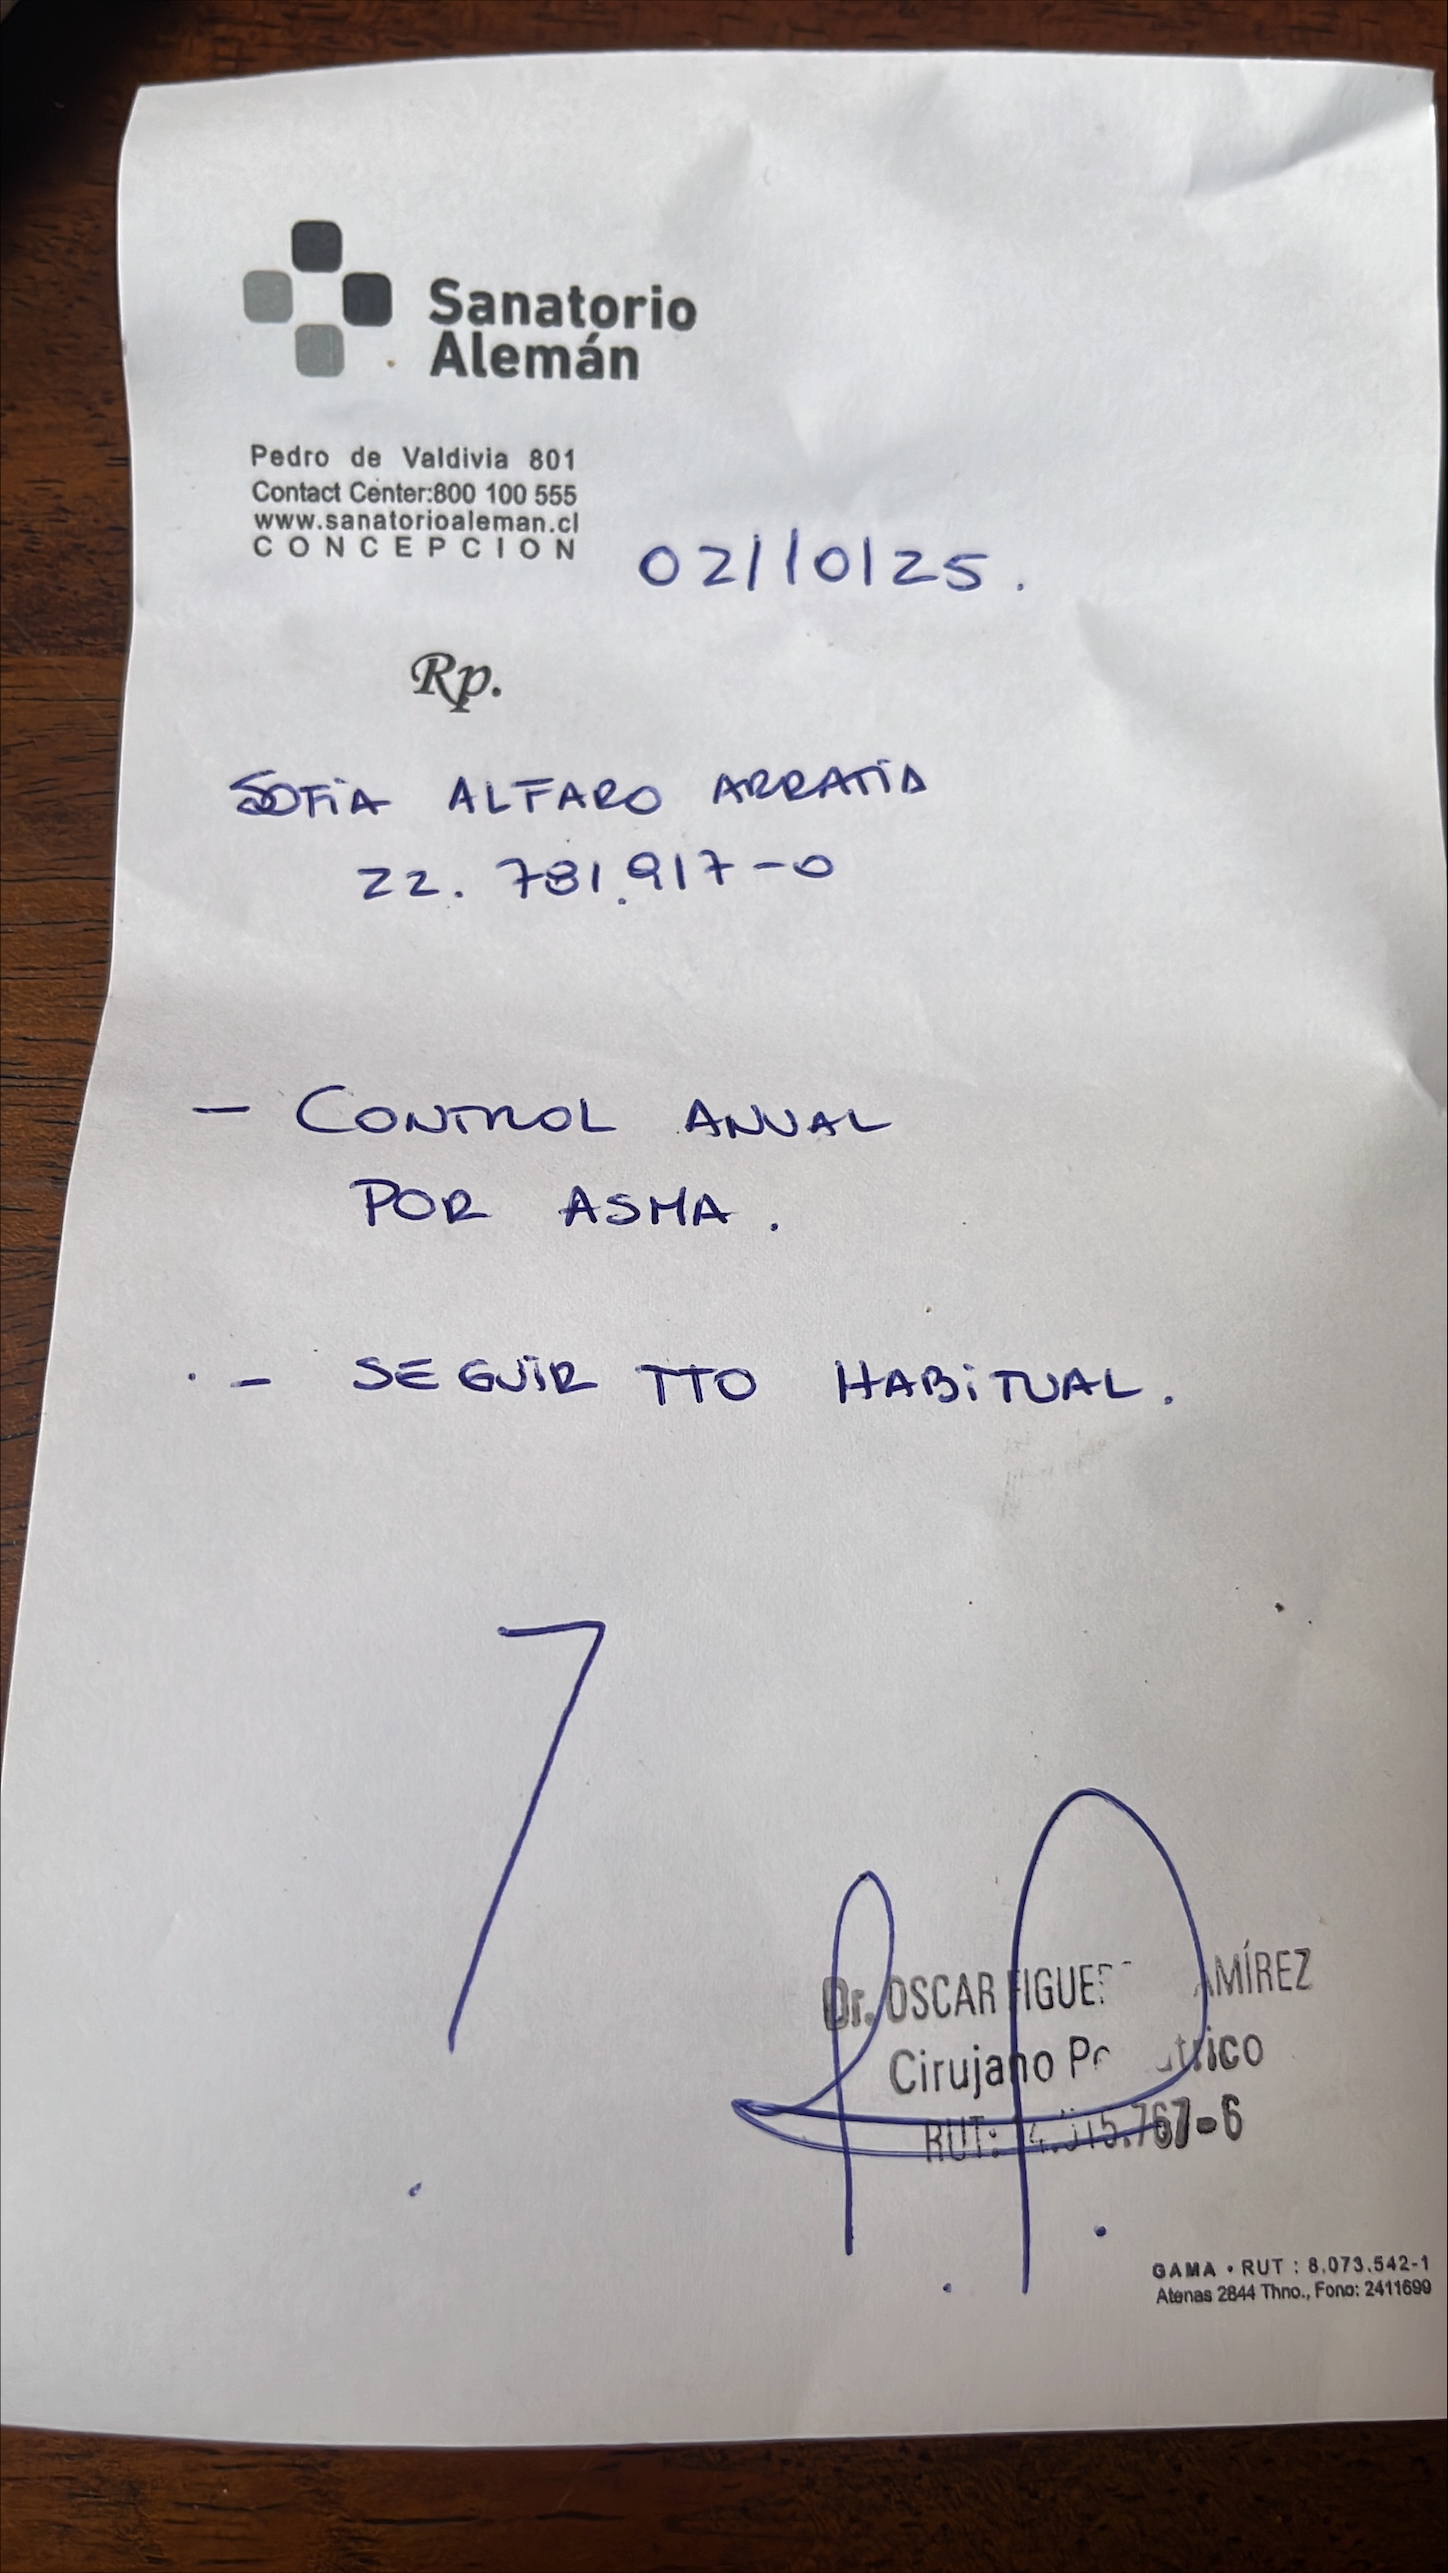 Sanatorio
Alemán
Pedro de Valdivia 801
Contact Center:800 100 555
www.sanatorioaleman.cl
CONCEPCION
02/10/25.
Rp.
SOFIA ALFARO ARRATIA
22.781.917-0
- CONTROL ANUAL
POR ASMA.
- SEGUIR TTO HABITUAL.
Dr. OSCAR
Cirujano
RUT:
GAMA • RUT : 8.073.542-1
Atenas 2844 Thno., Fono: 2411699